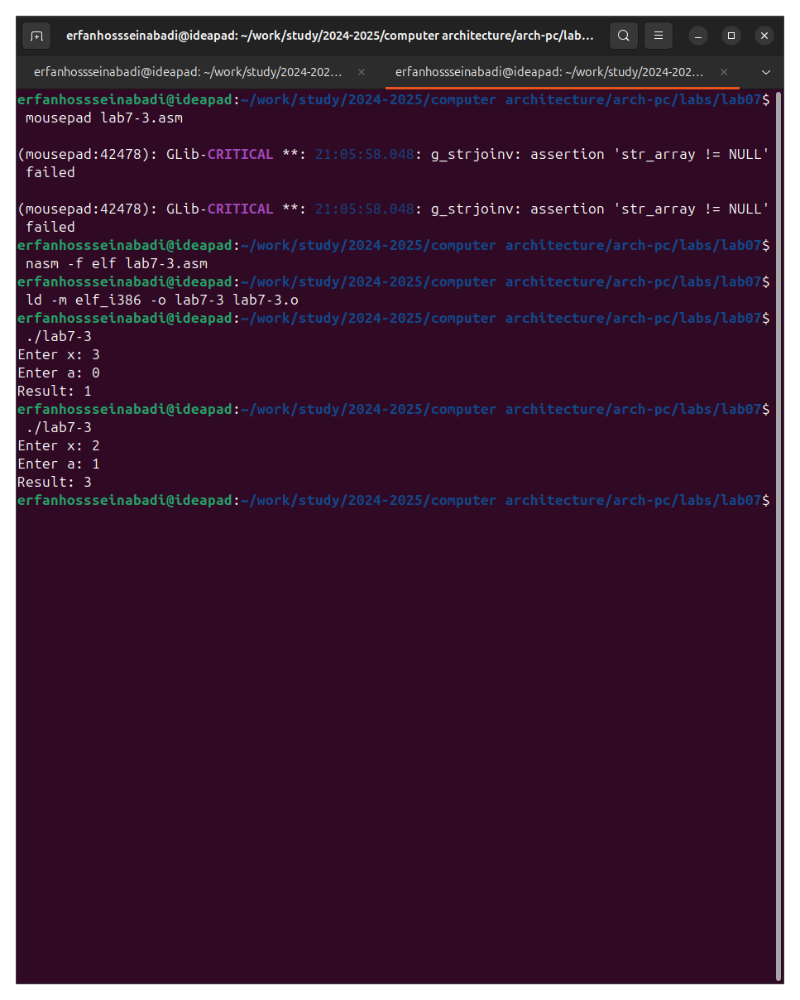 erfanhossseinabadi@ideapad: ~/work/study/2024-2025/computer architecture/arch-pc/lab...
erfanhossseinabadi@ideapad: ~/work/study/2024-202...
erfanhossseinabadi@ideapad: ~/work/study/2024-202...
erfanhossseinabadi@ideapad:~/work/study/2024-2025/computer architecture/arch-pc/labs/lab07$
mousepad lab7-3.asm
(mousepad:42478): GLib-CRITICAL **: 21:05:58.048: g_strjoinv: assertion 'str_array != NULL'
failed
(mousepad:42478): GLib-CRITICAL **: 21:05:58.048: g_strjoinv: assertion 'str_array != NULL'
failed
erfanhossseinabadi@ideapad:~/work/study/2024-2025/computer architecture/arch-pc/labs/lab07$
nasm -f elf lab7-3.asm
erfanhossseinabadi@ideapad:~/work/study/2024-2025/computer architecture/arch-pc/labs/lab07$
ld -m elf_i386 -o lab7-3 lab7-3.o
erfanhossseinabadi@ideapad:~/work/study/2024-2025/computer architecture/arch-pc/labs/lab07$
./lab7-3
Enter x: 3
Enter a: 0
Result: 1
erfanhossseinabadi@ideapad:~/work/study/2024-2025/computer architecture/arch-pc/labs/lab07$
./lab7-3
Enter x: 2
Enter a: 1
Result: 3
erfanhossseinabadi@ideapad:~/work/study/2024-2025/computer architecture/arch-pc/labs/lab07$